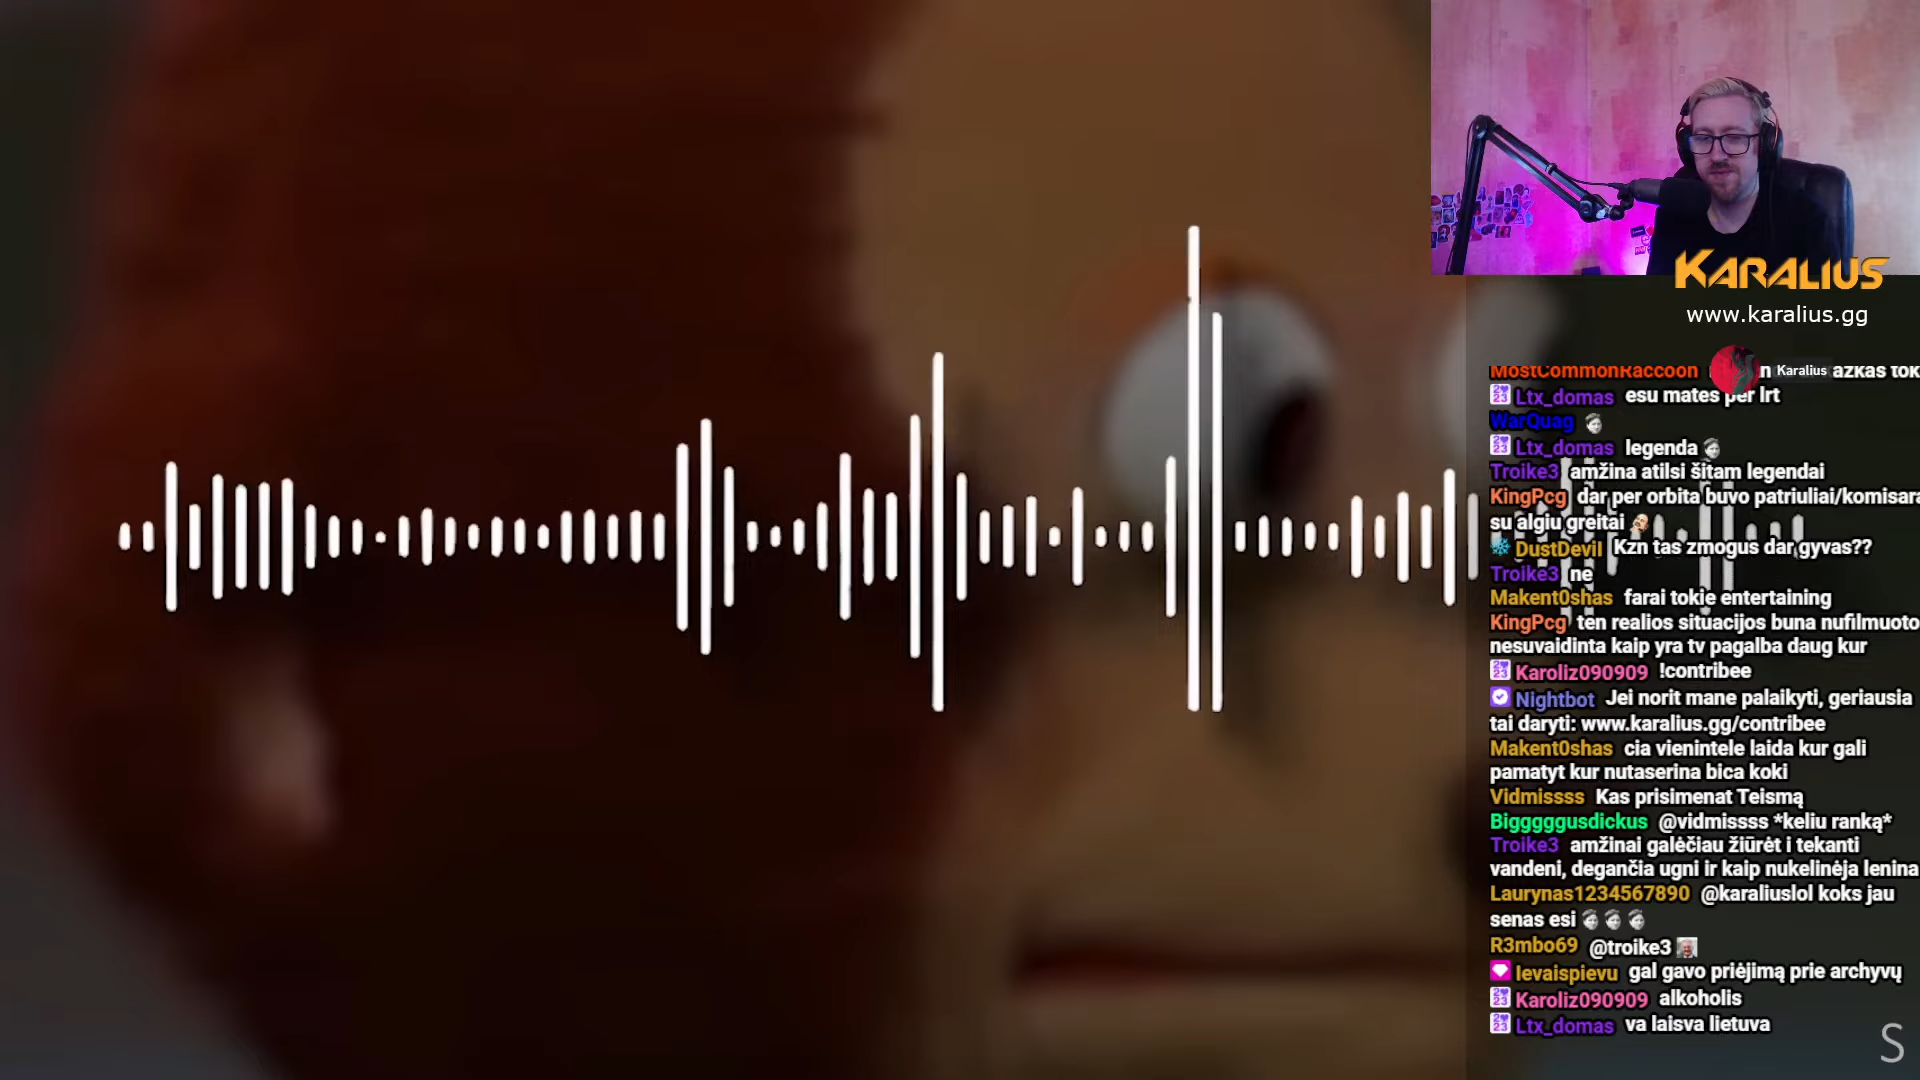 KARALIUS
www.karalius.gg
MostCommonRaccoon azkas tok
Karalius
Ltx_domas esu mates per lrt
WarQuag
Ltx_domas legenda
Troike3 amžina atilsi šitam legendai
KingPcg dar per orbita buvo patriuliai/komisara
su algiu greitai
DustDevil Kzn tas zmogus dar gyvas??
Troike3 ne
Makent0shas farai tokie entertaining
KingPcg ten realios situacijos buna nufilmuoto
nesuvaidinta kaip yra tv pagalba daug kur
Karoliz090909 !contribee
Nightbot Jei norit mane palaikyti, geriausia
tai daryti: www.karalius.gg/contribee
Makent0shas cia vienintele laida kur gali
pamatyt kur nutaserina bica koki
Vidmissss Kas prisimenat Teismą
Bigggggusdickus @vidmissss *keliu ranką*
Troike3 amžinai galėčiau žiūrėt i tekanti
vandeni, degančia ugni ir kaip nukelinėja lenina
Laurynas1234567890 @karaliuslol koks jau
senas esi
R3mbo69 @troike3
Ievaispievu gal gavo priėjimą prie archyvų
Karoliz090909 alkoholis
Ltx_domas va laisva lietuva
S